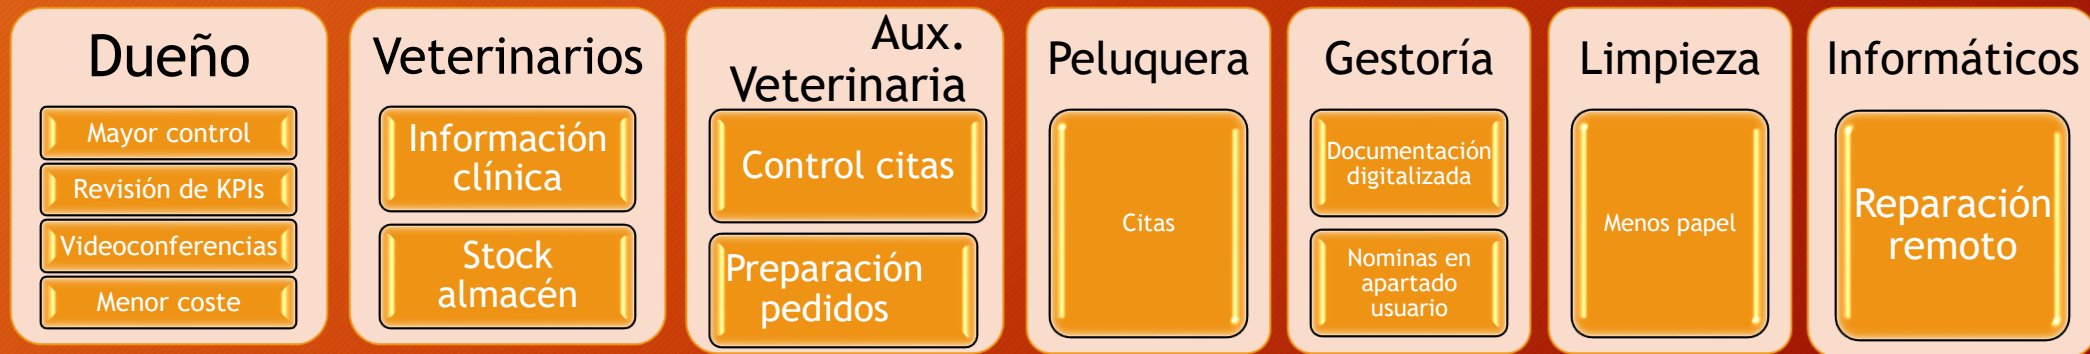 Dueño
Mayor control
Revisión de KPIs
Videoconferencias
Menor coste
Veterinarios
Información
clínica
Stock
almacén
Aux.
Veterinaria
Control citas
Preparación
pedidos
Peluquera
Citas
Gestoría
Documentación
digitalizada
Nominas en
apartado
usuario
Limpieza
Menos papel
Informáticos
Reparación
remoto